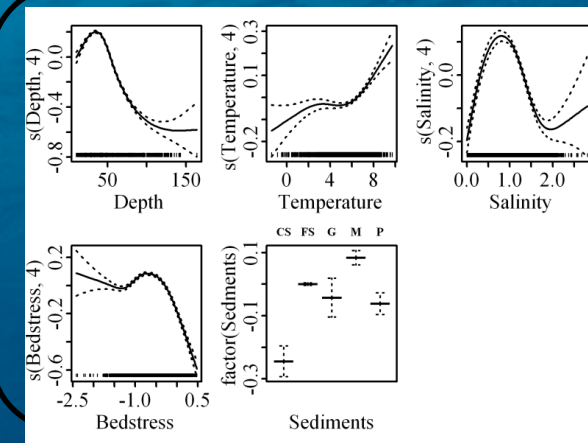 s(Depth, 4)
0.0
-0.4
-0.8
50
150
Depth
s(Temperature, 4)
0.3
0.1
-0.2
0
4
8
Temperature
s(Salinity, 4)
0.0
-0.2
0.0
2.0
Salinity
s(Bedstress, 4)
0.2
-0.2
-0.6
-2.5
-1.0
0.5
Bedstress
CS FS G M P
factor(Sedments)
0.1
-0.1
-0.3
Sediments